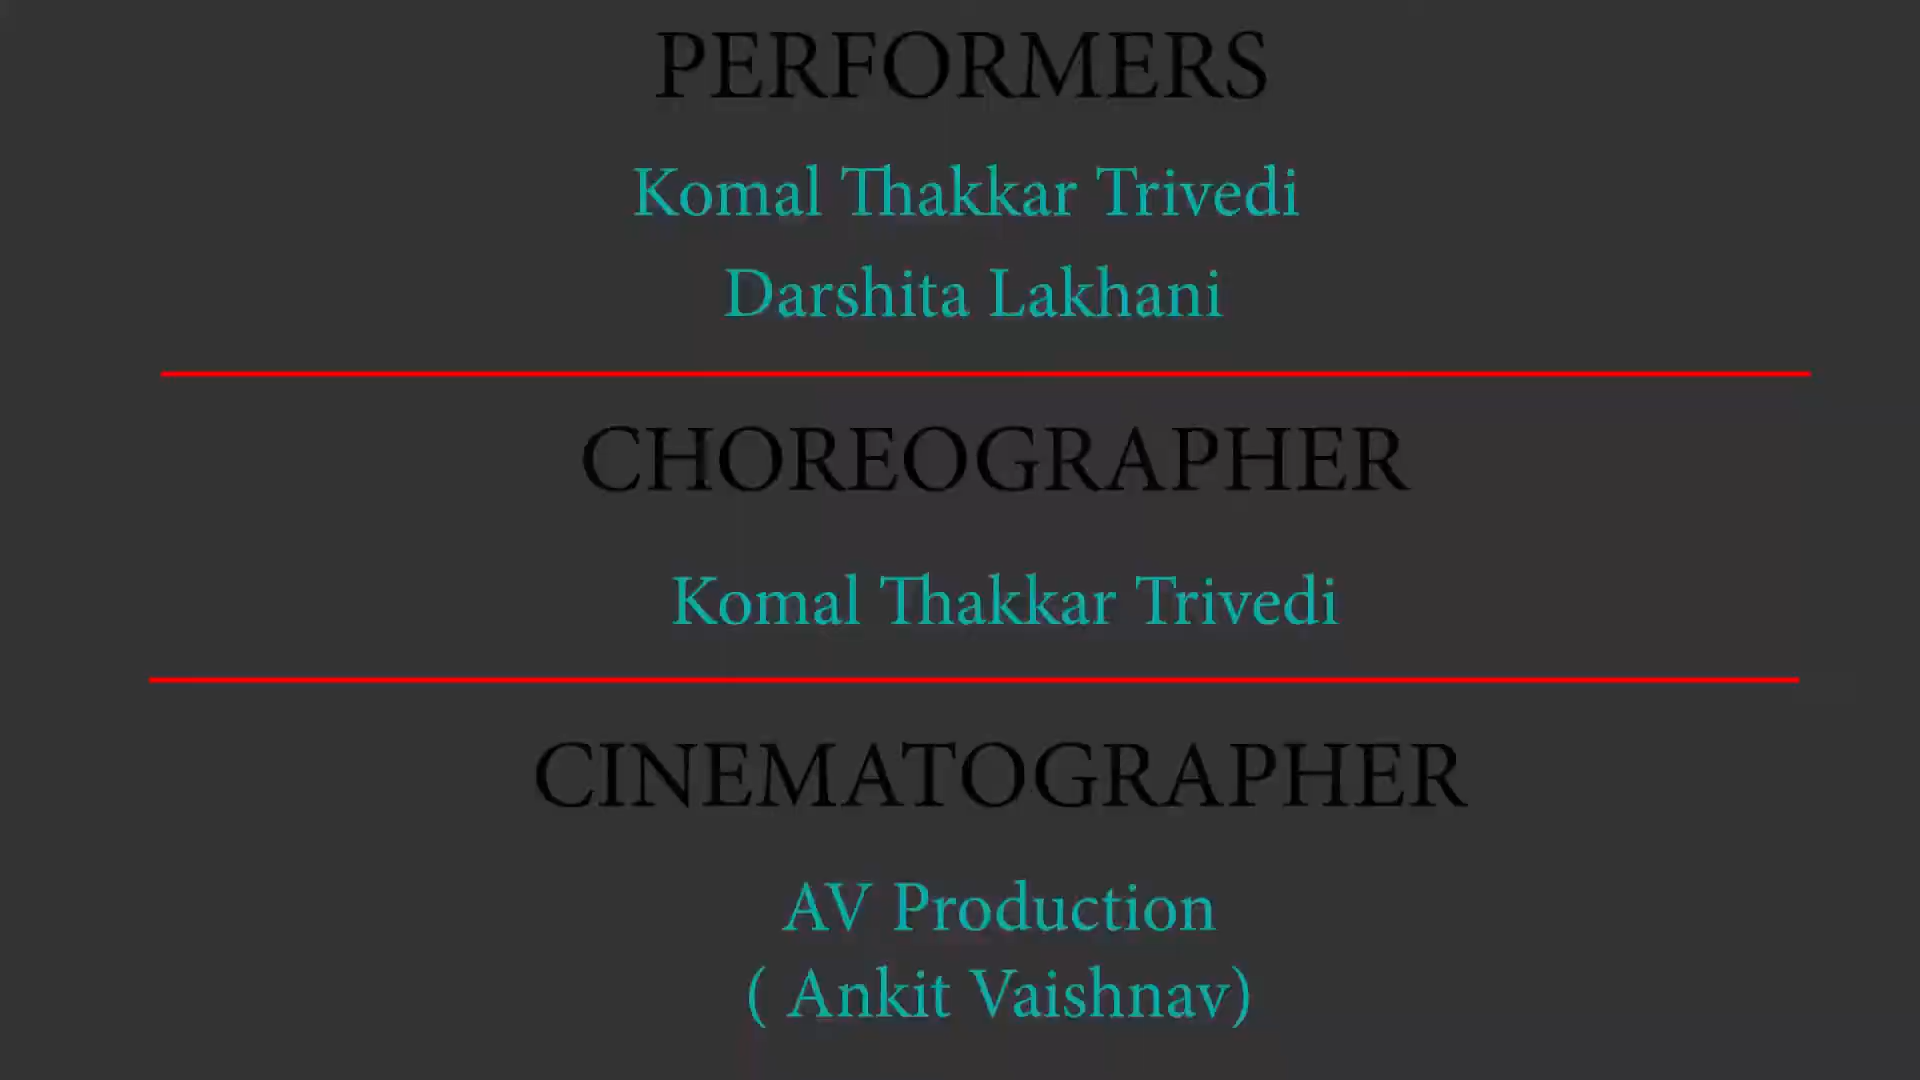 PERFORMERS
Komal Thakkar Trivedi
Darshita Lakhani
CHOREOGRAPHER
Komal Thakkar Trivedi
CINEMATOGRAPHER
AV Production
( Ankit Vaishnav)